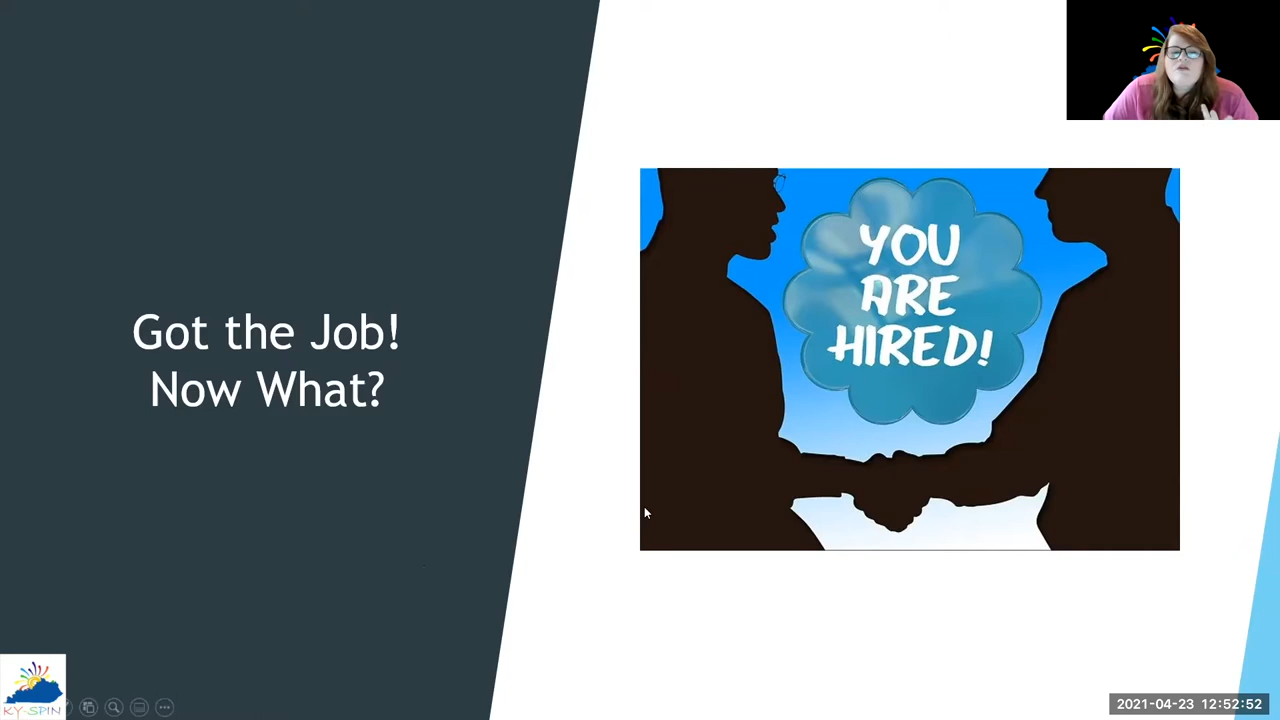 Got the Job!
Now What?
YOU
ARE
HIRED!
KY-SPIN
2021-04-23 12:52:52